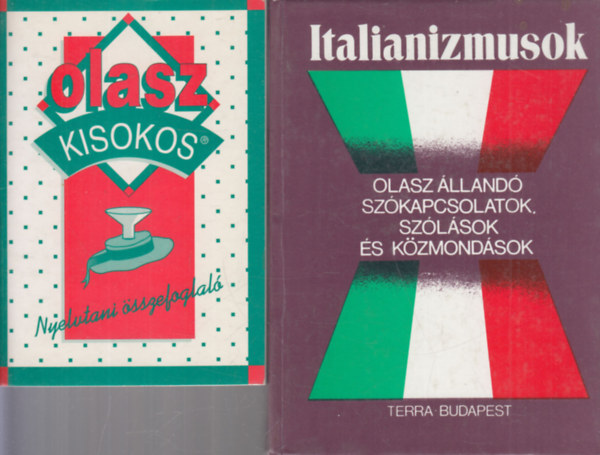 olasz
KISOKOS®
Nyelvtani összefoglaló
Italianizmusok
OLASZ ÁLLANDÓ
SZÓKAPCSOLATOK,
SZÓLÁSOK
ÉS KÖZMONDÁSOK
TERRA-BUDAPEST